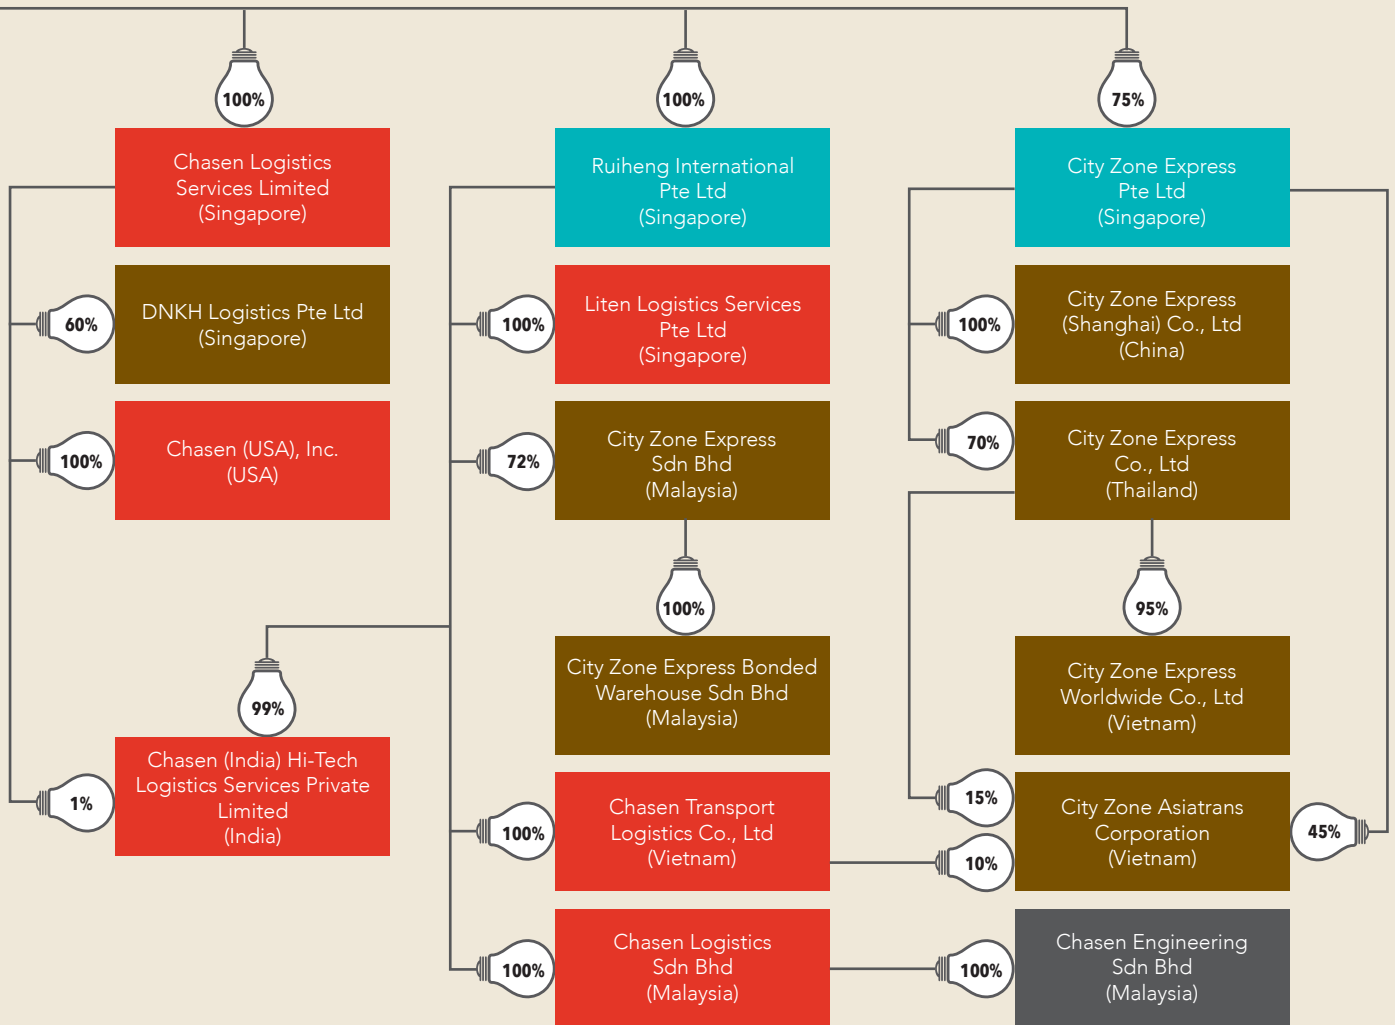 100%
Chasen Logistics
Services Limited
(Singapore)
60%
DNKH Logistics Pte Ltd
(Singapore)
100%
Chasen (USA), Inc.
(USA)
99%
1%
Chasen (India) Hi-Tech
Logistics Services Private
Limited
(India)
100%
Ruiheng International
Pte Ltd
(Singapore)
100%
Liten Logistics Services
Pte Ltd
(Singapore)
72%
City Zone Express
Sdn Bhd
(Malaysia)
100%
City Zone Express Bonded
Warehouse Sdn Bhd
(Malaysia)
100%
Chasen Transport
Logistics Co., Ltd
(Vietnam)
100%
Chasen Logistics
Sdn Bhd
(Malaysia)
75%
City Zone Express
Pte Ltd
(Singapore)
100%
City Zone Express
(Shanghai) Co., Ltd
(China)
70%
City Zone Express
Co., Ltd
(Thailand)
95%
City Zone Express
Worldwide Co., Ltd
(Vietnam)
15%
10%
City Zone Asiatrans
Corporation
(Vietnam)
45%
100%
Chasen Engineering
Sdn Bhd
(Malaysia)